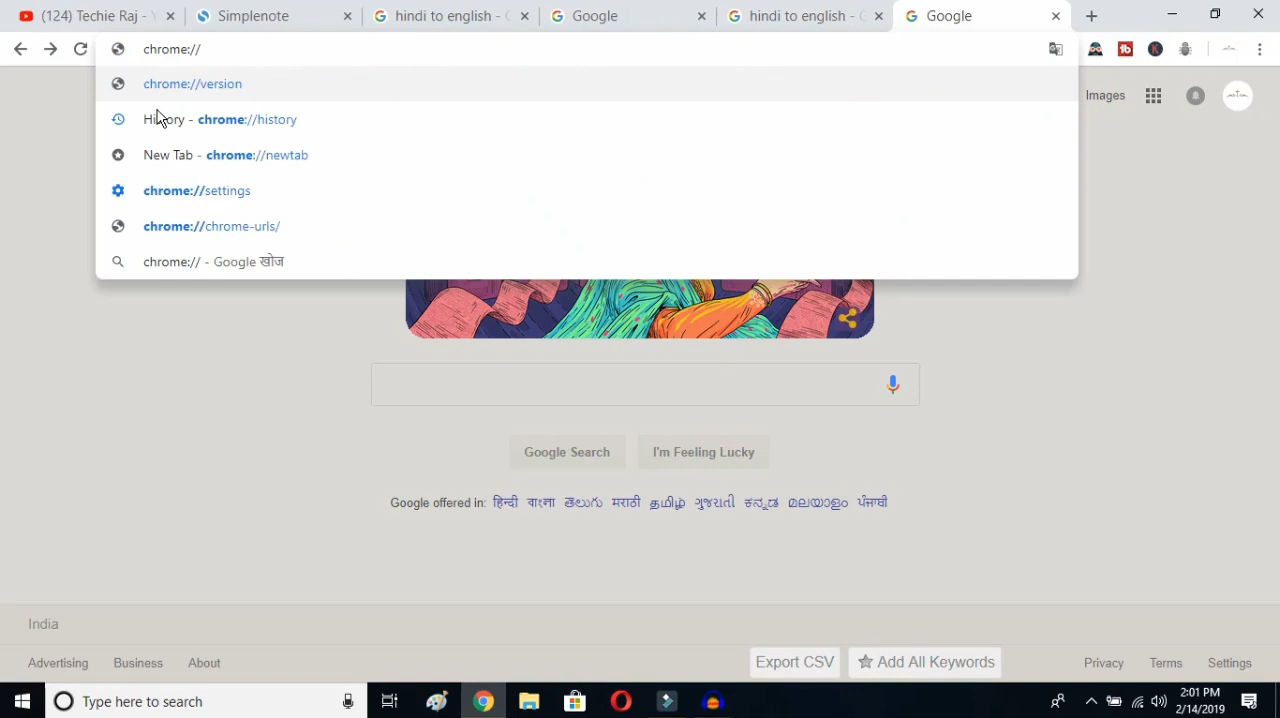 (124) Techie Raj - Y
Simplenote
hindi to english - G
Google
hindi to english - G
Google
chrome://
chrome://version
History - chrome://history
New Tab - chrome://newtab
chrome://settings
chrome://chrome-urls/
chrome:// - Google खोज
Images
Google Search
I'm Feeling Lucky
Google offered in: हिन्दी বাংলা తెలుగు मराठी தமிழ் ગુજરાતી ಕನ್ನಡ മലയാളം ਪੰਜਾਬੀ
India
Advertising Business About
Export CSV
Add All Keywords
Privacy Terms Settings
Type here to search
2:01 PM
2/14/2019